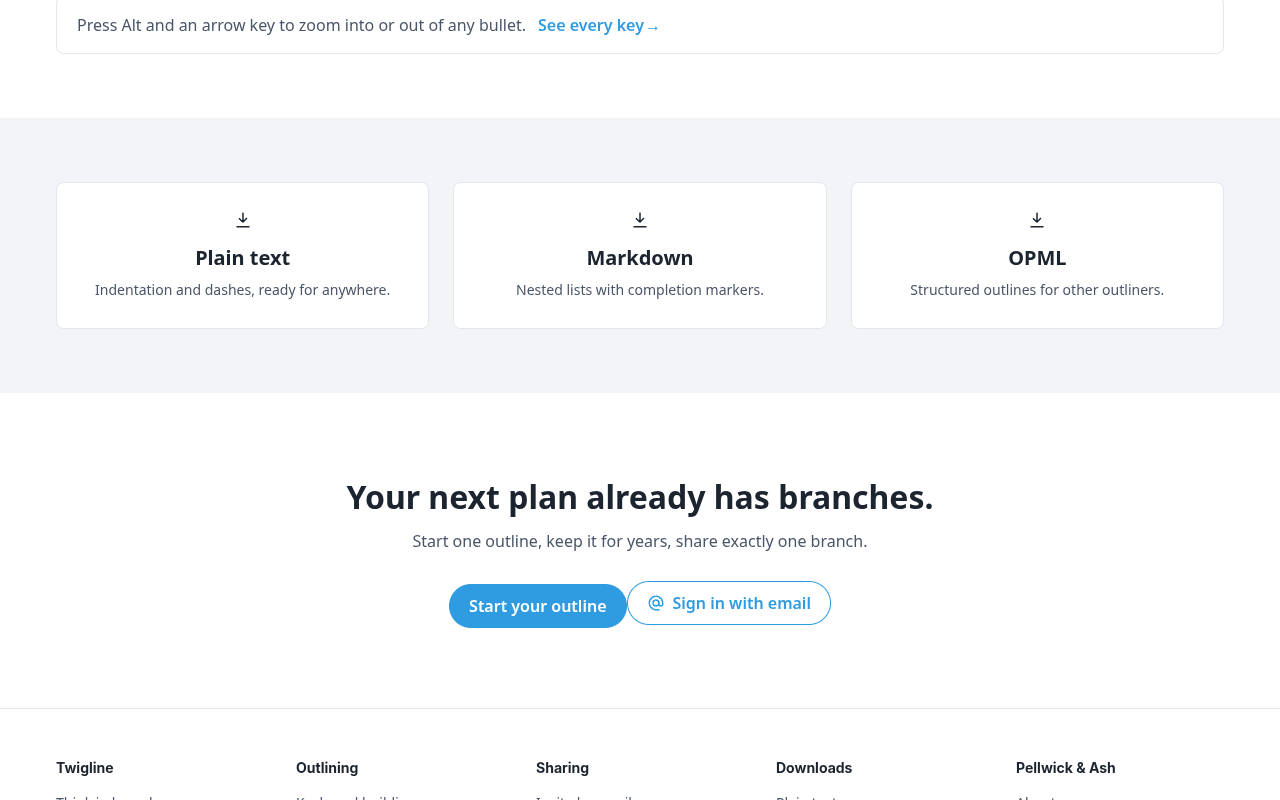 Press Alt and an arrow key to zoom into or out of any bullet. See every key→
Plain text
Indentation and dashes, ready for anywhere.
Markdown
Nested lists with completion markers.
OPML
Structured outlines for other outliners.
Your next plan already has branches.
Start one outline, keep it for years, share exactly one branch.
Start your outline
Sign in with email
Twigline
Outlining
Sharing
Downloads
Pellwick & Ash